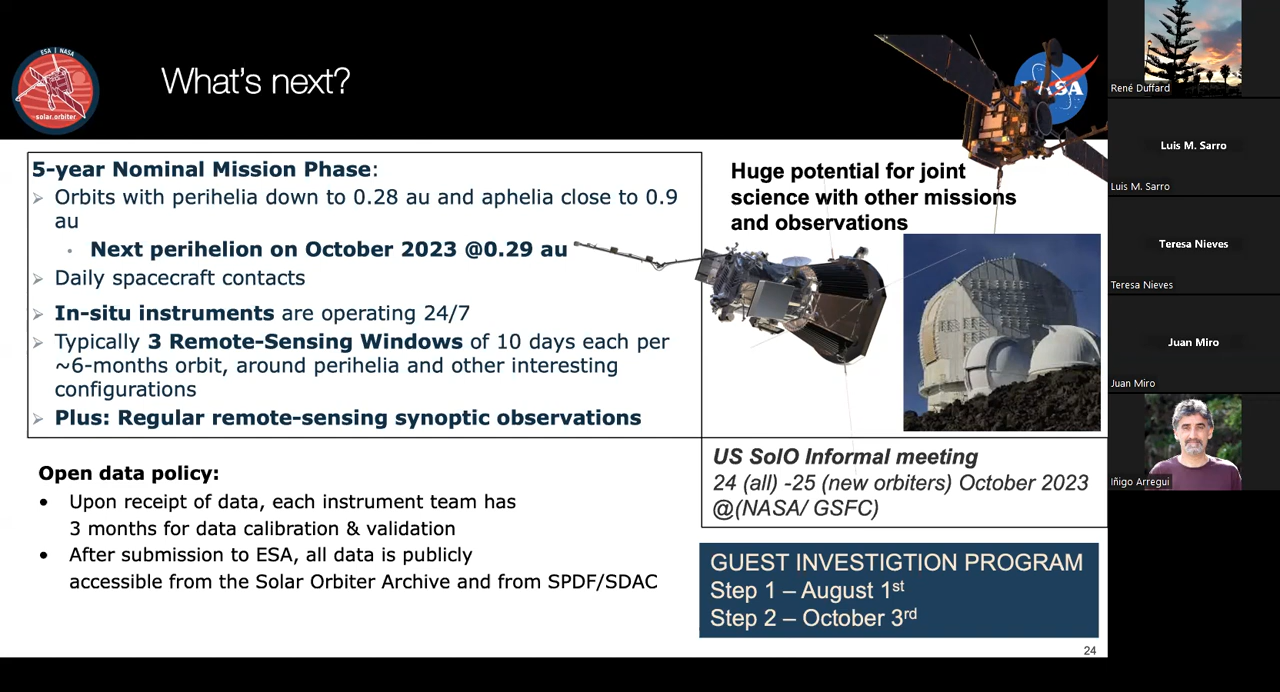 ESA | NASA
solar orbiter
What's next?
NASA
5-year Nominal Mission Phase:
Orbits with perihelia down to 0.28 au and aphelia close to 0.9
au
Next perihelion on October 2023 @0.29 au
Daily spacecraft contacts
In-situ instruments are operating 24/7
Typically 3 Remote-Sensing Windows of 10 days each per
~6-months orbit, around perihelia and other interesting
configurations
Plus: Regular remote-sensing synoptic observations
Open data policy:
Upon receipt of data, each instrument team has
3 months for data calibration & validation
After submission to ESA, all data is publicly
accessible from the Solar Orbiter Archive and from SPDF/SDAC
Huge potential for joint
science with other missions
and observations
US SolO Informal meeting
24 (all) -25 (new orbiters) October 2023
@(NASA/ GSFC)
GUEST INVESTIGTION PROGRAM
Step 1 – August 1st
Step 2 – October 3rd
24
René Duffard
Luis M. Sarro
Luis M. Sarro
Teresa Nieves
Teresa Nieves
Juan Miro
Juan Miro
Iñigo Arregui